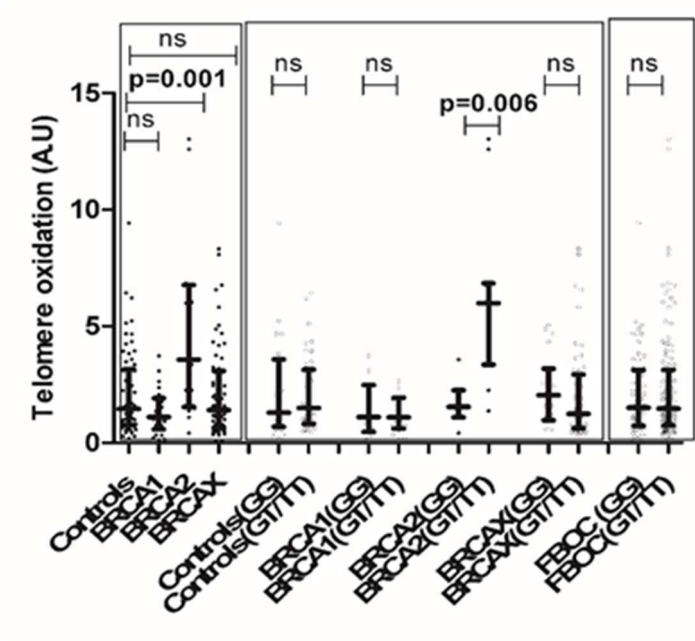 ns
p=0.001
ns
ns
ns
p=0.006
ns
ns
15
10
5
0
Telomere oxidation (A.U)
Controls
BRCA1
BRCA2
BRCAX
Controls(GG)
Controls(GT/TT)
BRCA1(GG)
BRCA1(GT/TT)
BRCA2(GG)
BRCA2(GT/TT)
BRCAX(GG)
BRCAX(GT/TT)
FBOC (GG)
FBOC(GT/TT)